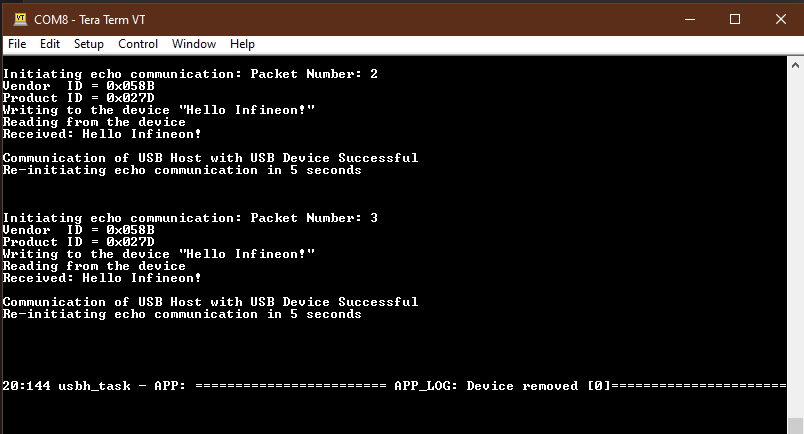 COM8 - Tera Term VT
File Edit Setup Control Window Help
Initiating echo communication: Packet Number: 2
Vendor  ID = 0x058B
Product ID = 0x027D
Writing to the device "Hello Infineon!"
Reading from the device
Received: Hello Infineon!
Communication of USB Host with USB Device Successful
Re-initiating echo communication in 5 seconds
Initiating echo communication: Packet Number: 3
Vendor  ID = 0x058B
Product ID = 0x027D
Writing to the device "Hello Infineon!"
Reading from the device
Received: Hello Infineon!
Communication of USB Host with USB Device Successful
Re-initiating echo communication in 5 seconds
20:144 usbh_task - APP: ======================== APP_LOG: Device removed [0]======================